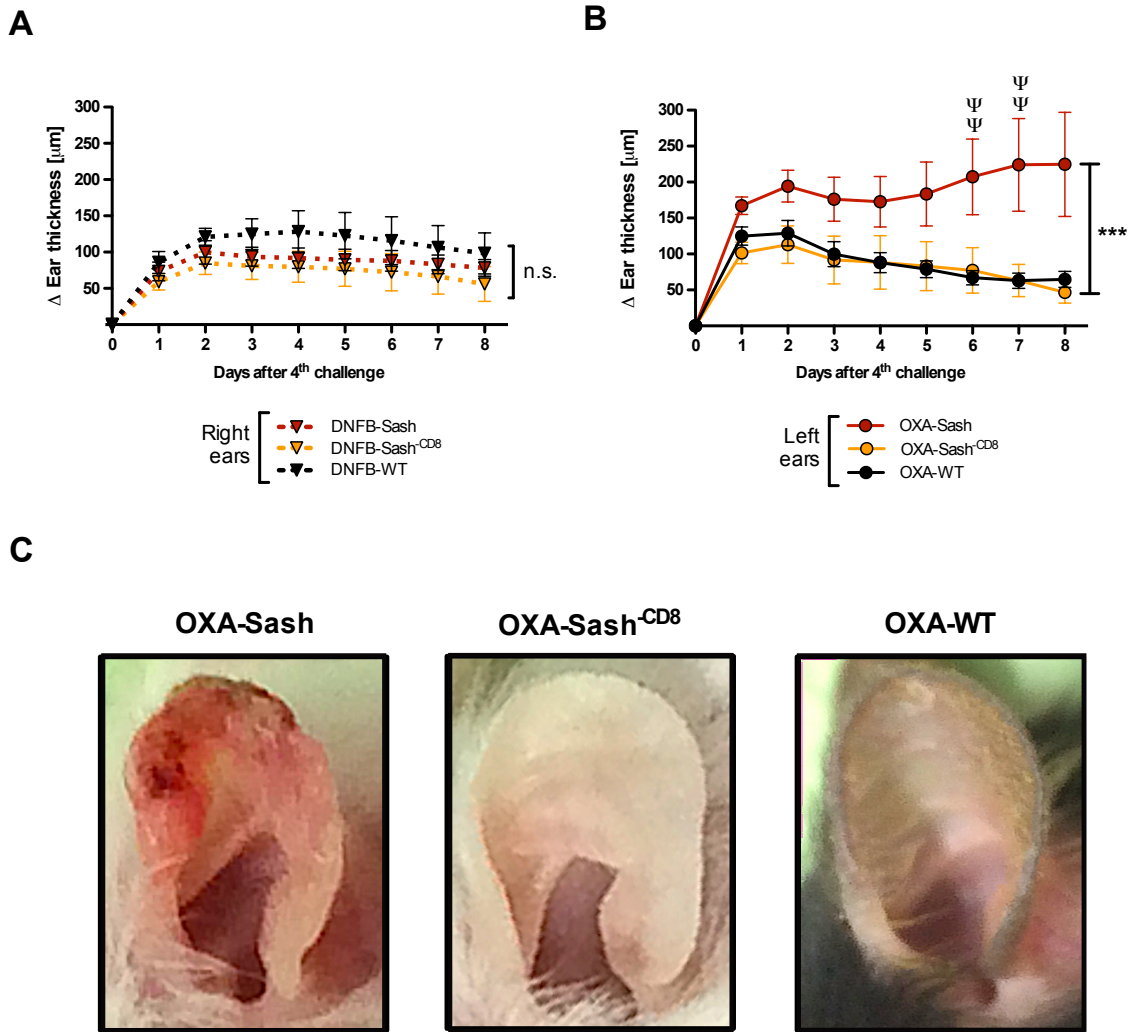 A
Δ Ear thickness [μm]
300
250
200
150
100
50
0 1 2 3 4 5 6 7 8
Days after 4th challenge
n.s.
Right
ears
DNFB-Sash
DNFB-Sash-CD8
DNFB-WT
B
Δ Ear thickness [μm]
300
250
200
150
100
50
0
0 1 2 3 4 5 6 7 8
Days after 4th challenge
Ψ Ψ
Ψ Ψ
***
Left
ears
OXA-Sash
OXA-Sash-CD8
OXA-WT
C
OXA-Sash
OXA-Sash-CD8
OXA-WT